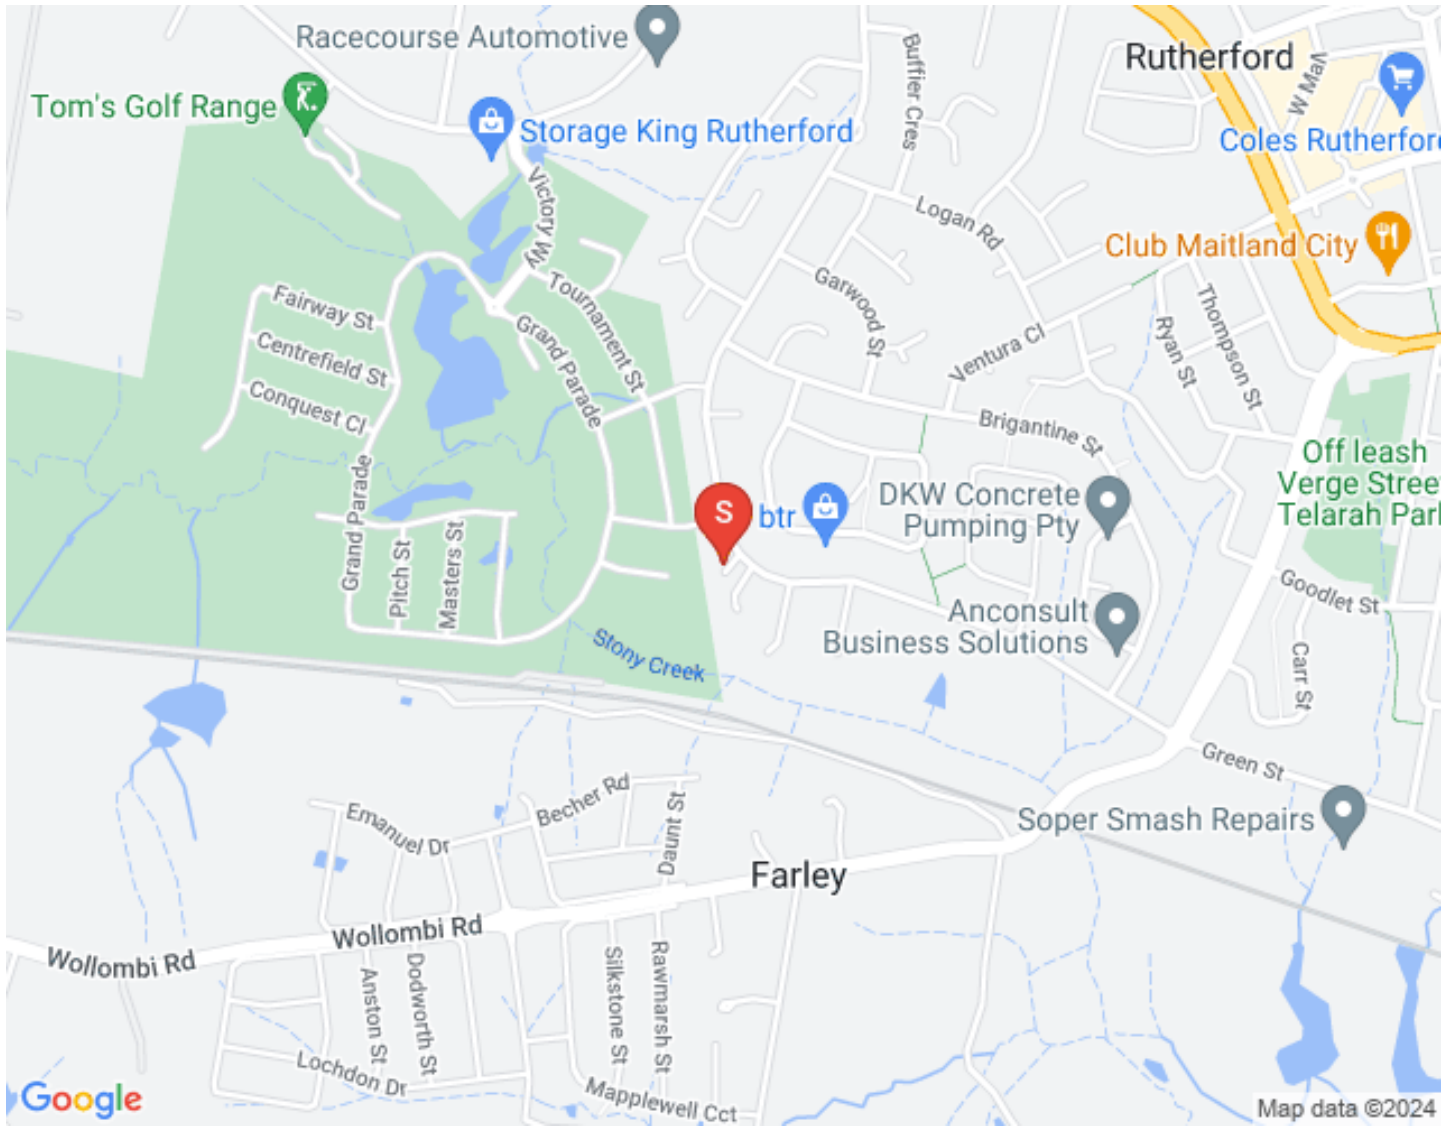 Racecourse Automotive
Rutherford
W Mall
Buffier Cres
Tom's Golf Range
Storage King Rutherford
Coles Rutherford
Victory Wy
Logan Rd
Club Maitland City
Tournament St
Garwood St
Fairway St
Grand Parade
Thompson St
Ryan St
Centrefield St
Ventura Cl
Conquest Cl
Brigantine St
Off leash
Verge Stree
Telarah Park
S
btr
DKW Concrete
Pumping Pty
Grand Parade
Pitch St
Masters St
Goodlet St
Anconsult
Business Solutions
Stony Creek
Carr St
Green St
Becher Rd
Daunt St
Emanuel Dr
Soper Smash Repairs
Farley
Wollombi Rd
Wollombi Rd
Anston St
Dodworth St
Silkstone St
Rawmarsh St
Lochdon Dr
Mapplewell Cct
Google
Map data ©2024